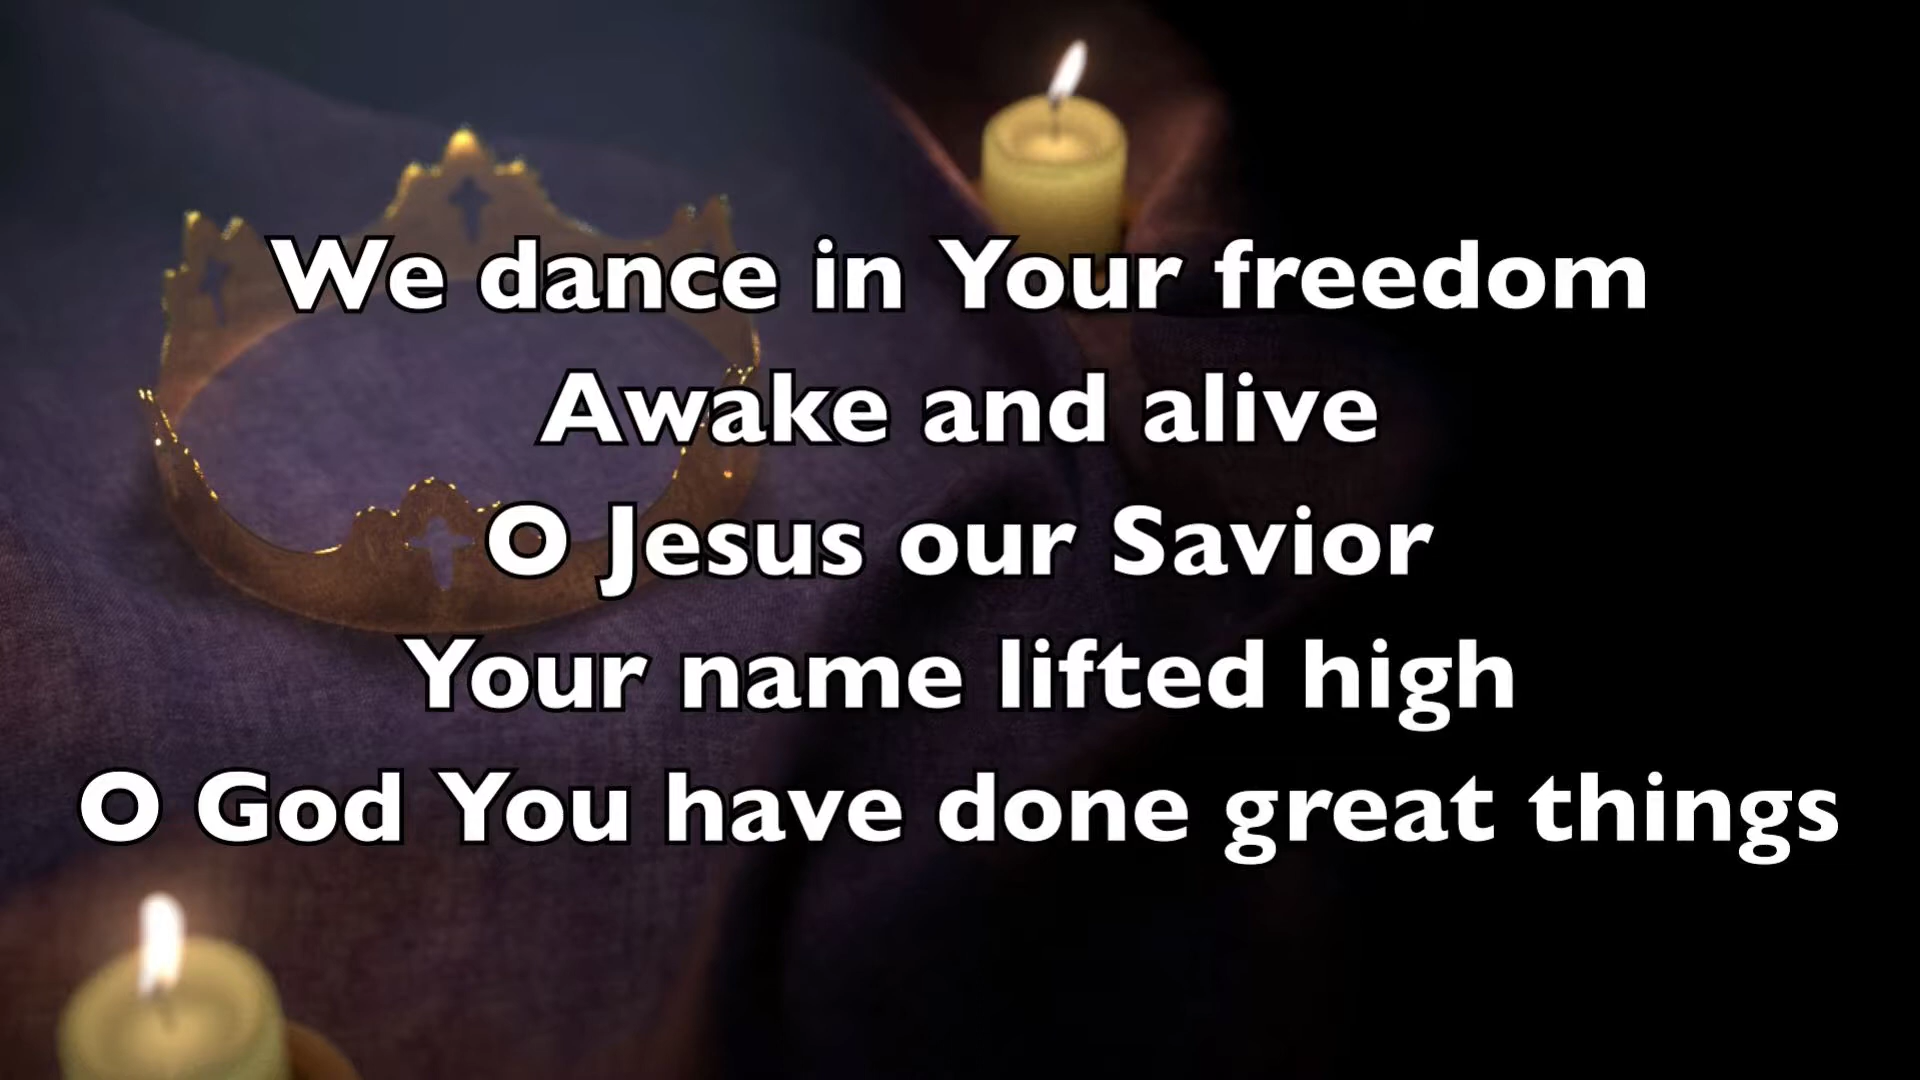 We dance in Your freedom
Awake and alive
O Jesus our Savior
Your name lifted high
O God You have done great things